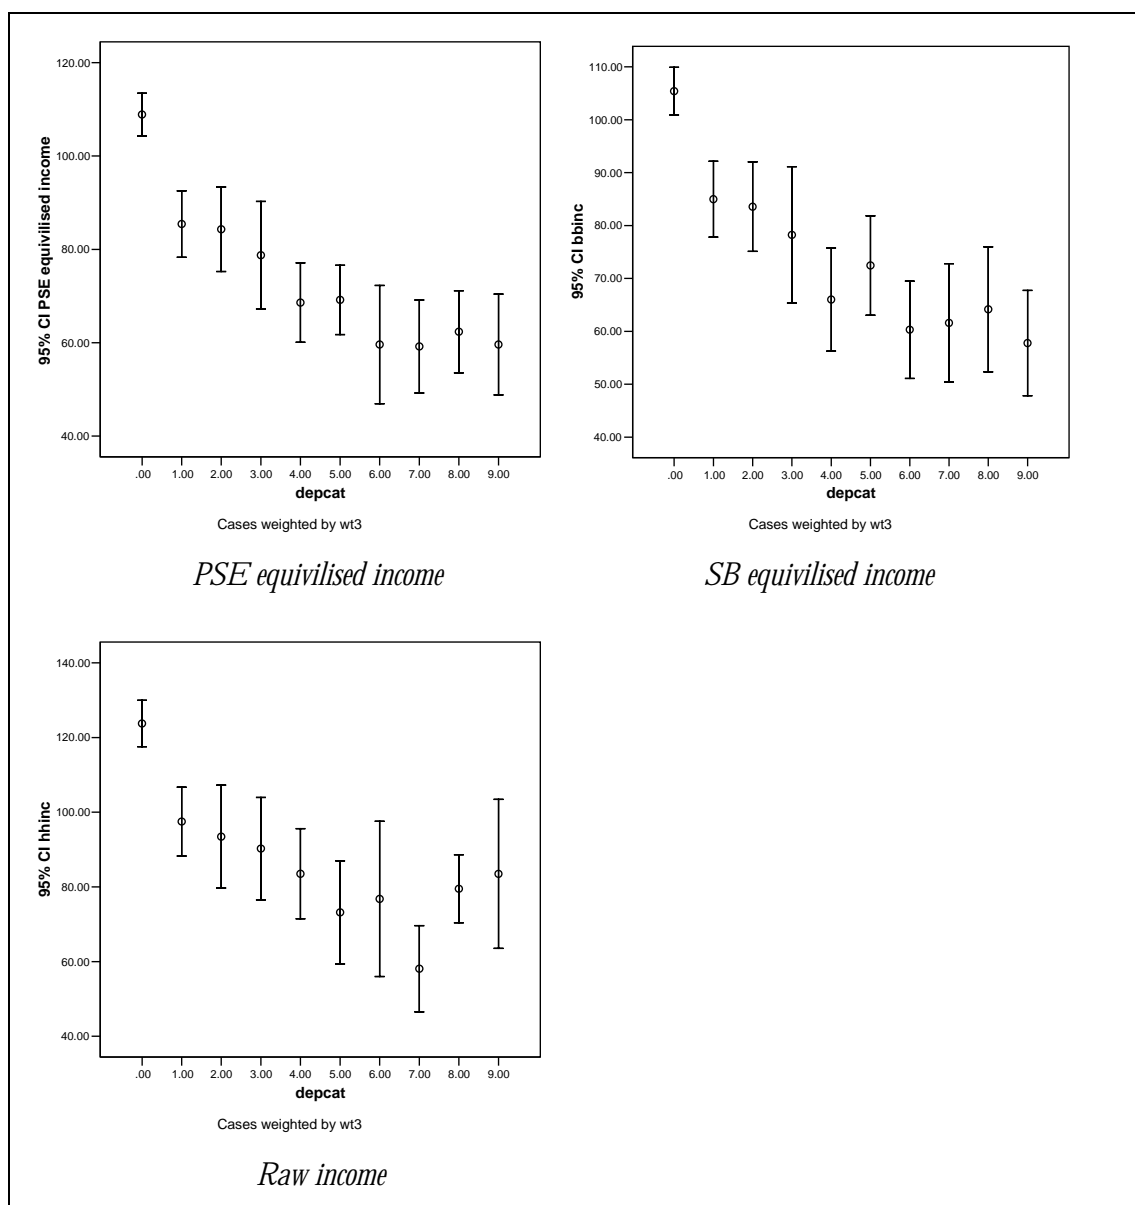 120.00
100.00
80.00
60.00
40.00
95% CI PSE equivilised income
.00 1.00 2.00 3.00 4.00 5.00 6.00 7.00 8.00 9.00
depcat
Cases weighted by wt3
PSE equivilised income
110.00
100.00
90.00
80.00
70.00
60.00
50.00
40.00
95% CI bbinc
.00 1.00 2.00 3.00 4.00 5.00 6.00 7.00 8.00 9.00
depcat
Cases weighted by wt3
SB equivilised income
140.00
120.00
100.00
80.00
60.00
40.00
95% CI hhinc
.00 1.00 2.00 3.00 4.00 5.00 6.00 7.00 8.00 9.00
depcat
Cases weighted by wt3
Raw income